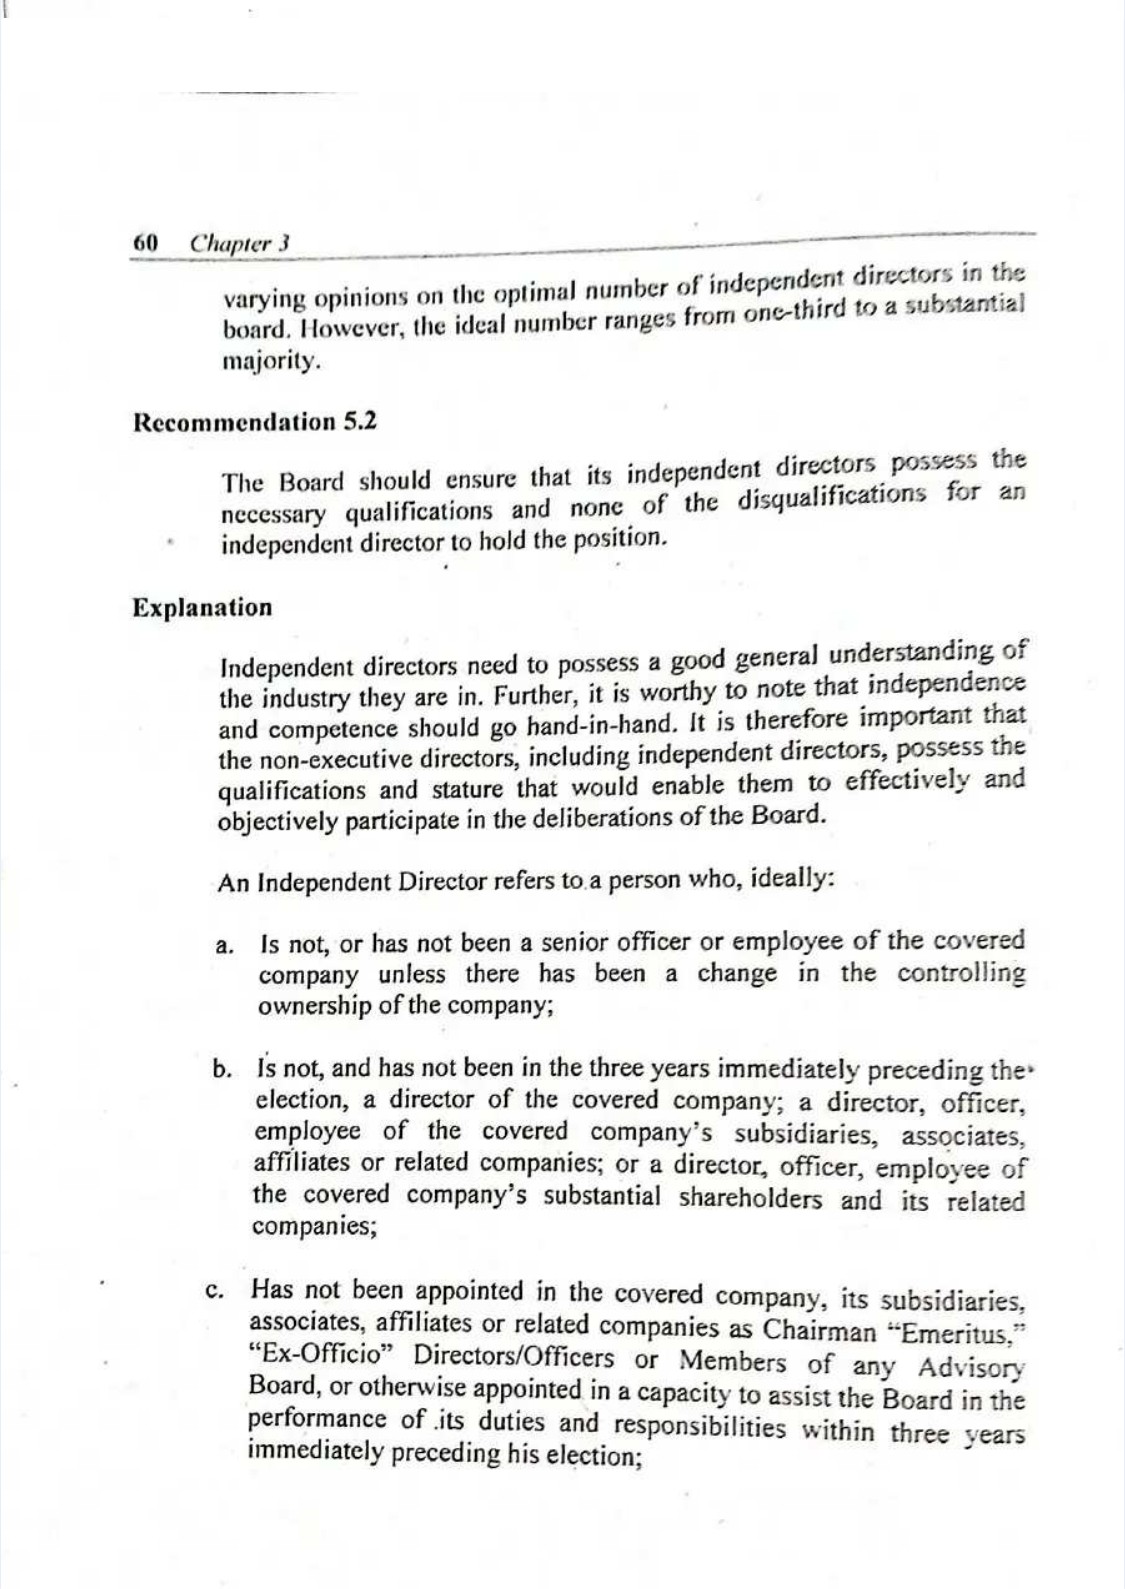 60 Chapter 3
varying opinions on the optimal number of independent directors in the
board. However, the ideal number ranges from one-third to a substantial
majority.
Recommendation 5.2
The Board should ensure that its independent directors possess the
necessary qualifications and none of the disqualifications for an
independent director to hold the position.
Explanation
Independent directors need to possess a good general understanding of
the industry they are in. Further, it is worthy to note that independence
and competence should go hand-in-hand. It is therefore important that
the non-executive directors, including independent directors, possess the
qualifications and stature that would enable them to effectively and
objectively participate in the deliberations of the Board.
An Independent Director refers to a person who, ideally:
a. Is not, or has not been a senior officer or employee of the covered
company unless there has been a change in the controlling
ownership of the company;
b. Is not, and has not been in the three years immediately preceding the
election, a director of the covered company; a director, officer,
employee of the covered company's subsidiaries, associates,
affiliates or related companies; or a director, officer, employee of
the covered company's substantial shareholders and its related
companies;
c. Has not been appointed in the covered company, its subsidiaries,
associates, affiliates or related companies as Chairman "Emeritus,"
"Ex-Officio" Directors/Officers or Members of any Advisory
Board, or otherwise appointed in a capacity to assist the Board in the
performance of its duties and responsibilities within three years
immediately preceding his election;